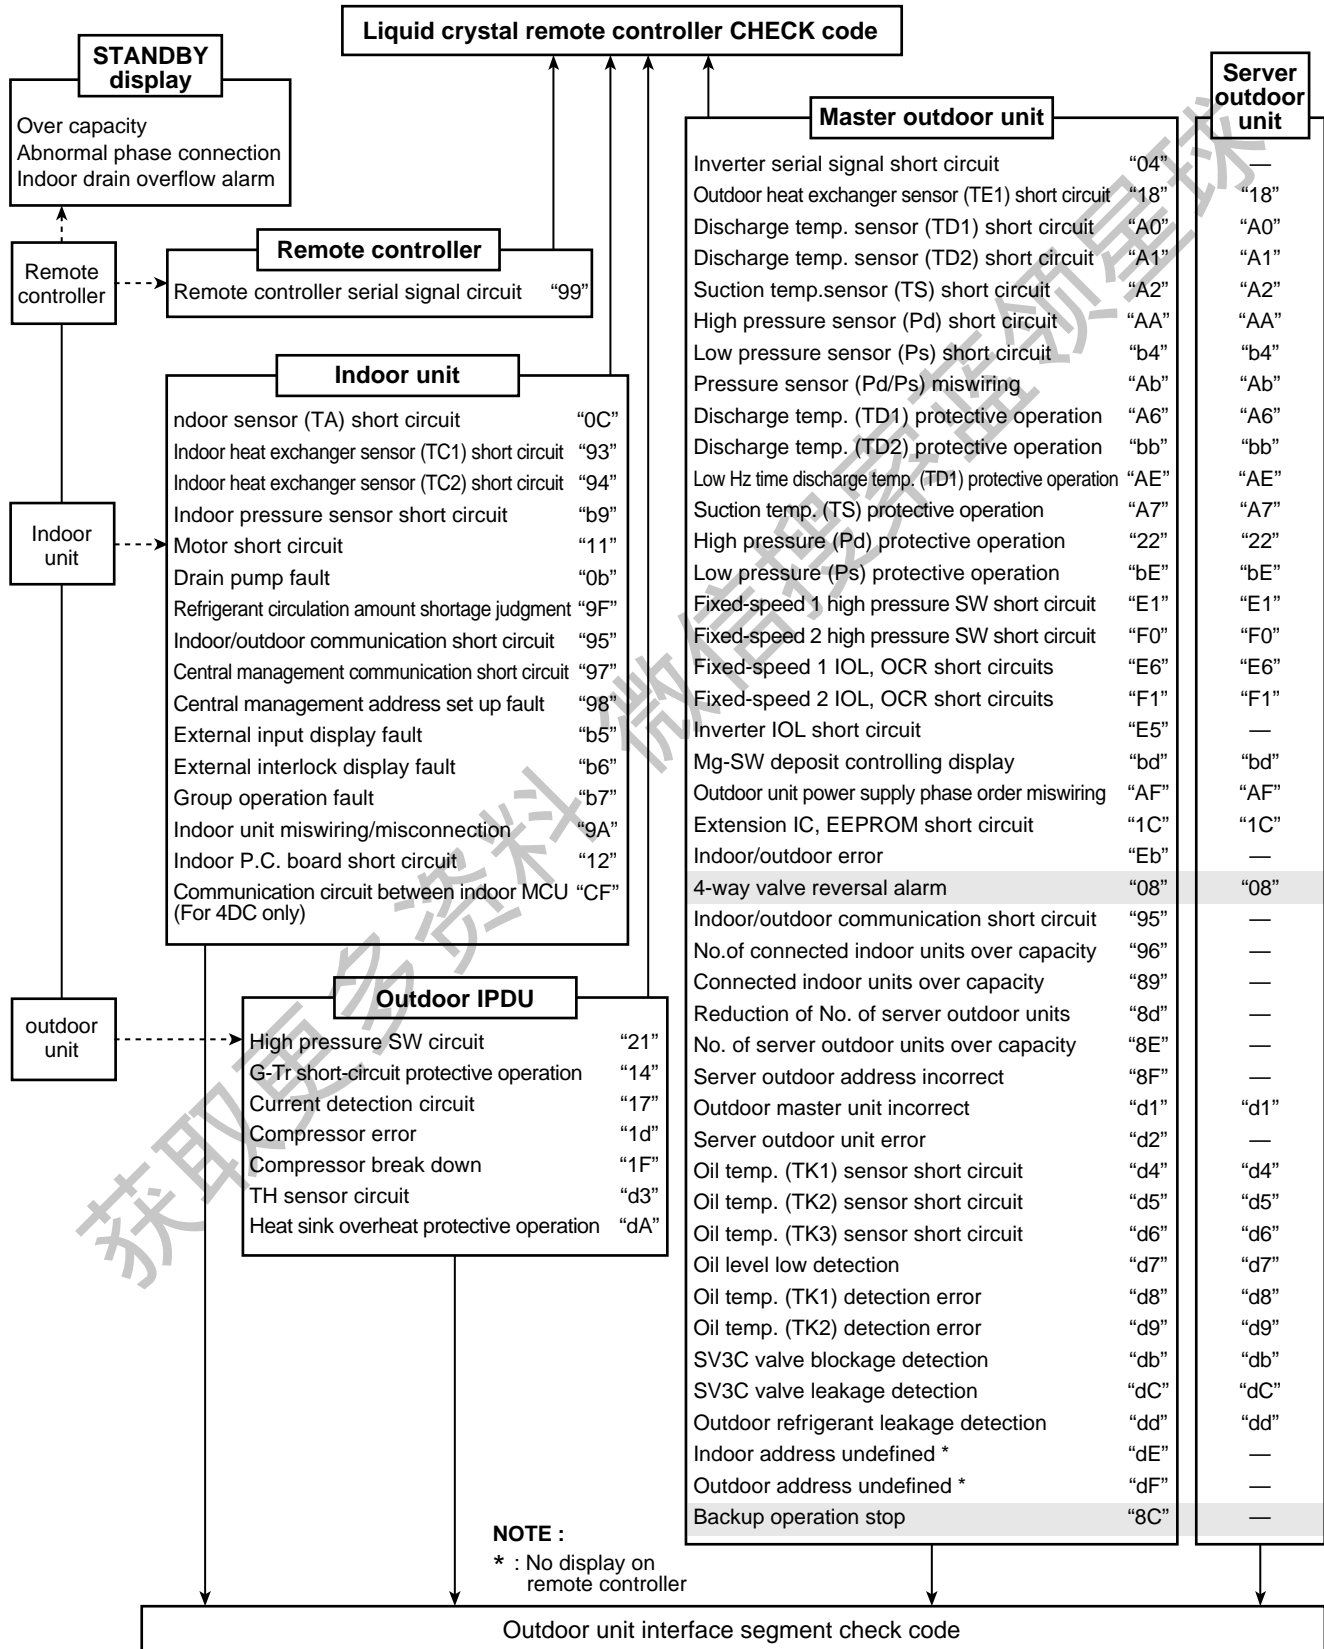 Liquid crystal remote controller CHECK code
STANDBY
display
Over capacity
Abnormal phase connection
Indoor drain overflow alarm
Remote
controller
Remote controller
Remote controller serial signal circuit “99”
Indoor unit
ndoor sensor (TA) short circuit “0C”
Indoor heat exchanger sensor (TC1) short circuit “93”
Indoor heat exchanger sensor (TC2) short circuit “94”
Indoor pressure sensor short circuit “b9”
Motor short circuit “11”
Drain pump fault “0b”
Refrigerant circulation amount shortage judgment “9F”
Indoor/outdoor communication short circuit “95”
Central management communication short circuit “97”
Central management address set up fault “98”
External input display fault “b5”
External interlock display fault “b6”
Group operation fault “b7”
Indoor unit miswiring/misconnection “9A”
Indoor P.C. board short circuit “12”
Communication circuit between indoor MCU “CF”
(For 4DC only)
Indoor
unit
outdoor
unit
Outdoor IPDU
High pressure SW circuit “21”
G-Tr short-circuit protective operation “14”
Current detection circuit “17”
Compressor error “1d”
Compressor break down “1F”
TH sensor circuit “d3”
Heat sink overheat protective operation “dA”
Master outdoor unit
Server
outdoor
unit
Inverter serial signal short circuit “04” —
Outdoor heat exchanger sensor (TE1) short circuit “18” “18”
Discharge temp. sensor (TD1) short circuit “A0” “A0”
Discharge temp. sensor (TD2) short circuit “A1” “A1”
Suction temp.sensor (TS) short circuit “A2” “A2”
High pressure sensor (Pd) short circuit “AA” “AA”
Low pressure sensor (Ps) short circuit “b4” “b4”
Pressure sensor (Pd/Ps) miswiring “Ab” “Ab”
Discharge temp. (TD1) protective operation “A6” “A6”
Discharge temp. (TD2) protective operation “bb” “bb”
Low Hz time discharge temp. (TD1) protective operation “AE” “AE”
Suction temp. (TS) protective operation “A7” “A7”
High pressure (Pd) protective operation “22” “22”
Low pressure (Ps) protective operation “bE” “bE”
Fixed-speed 1 high pressure SW short circuit “E1” “E1”
Fixed-speed 2 high pressure SW short circuit “F0” “F0”
Fixed-speed 1 IOL, OCR short circuits “E6” “E6”
Fixed-speed 2 IOL, OCR short circuits “F1” “F1”
Inverter IOL short circuit “E5” —
Mg-SW deposit controlling display “bd” “bd”
Outdoor unit power supply phase order miswiring “AF” “AF”
Extension IC, EEPROM short circuit “1C” “1C”
Indoor/outdoor error “Eb” —
4-way valve reversal alarm “08” “08”
Indoor/outdoor communication short circuit “95” —
No.of connected indoor units over capacity “96” —
Connected indoor units over capacity “89” —
Reduction of No. of server outdoor units “8d” —
No. of server outdoor units over capacity “8E” —
Server outdoor address incorrect “8F” —
Outdoor master unit incorrect “d1” “d1”
Server outdoor unit error “d2” —
Oil temp. (TK1) sensor short circuit “d4” “d4”
Oil temp. (TK2) sensor short circuit “d5” “d5”
Oil temp. (TK3) sensor short circuit “d6” “d6”
Oil level low detection “d7” “d7”
Oil temp. (TK1) detection error “d8” “d8”
Oil temp. (TK2) detection error “d9” “d9”
SV3C valve blockage detection “db” “db”
SV3C valve leakage detection “dC” “dC”
Outdoor refrigerant leakage detection “dd” “dd”
Indoor address undefined * “dE” —
Outdoor address undefined * “dF” —
Backup operation stop “8C” —
NOTE :
* : No display on
remote controller
Outdoor unit interface segment check code
获取更多资料 微信搜索蓝领星球